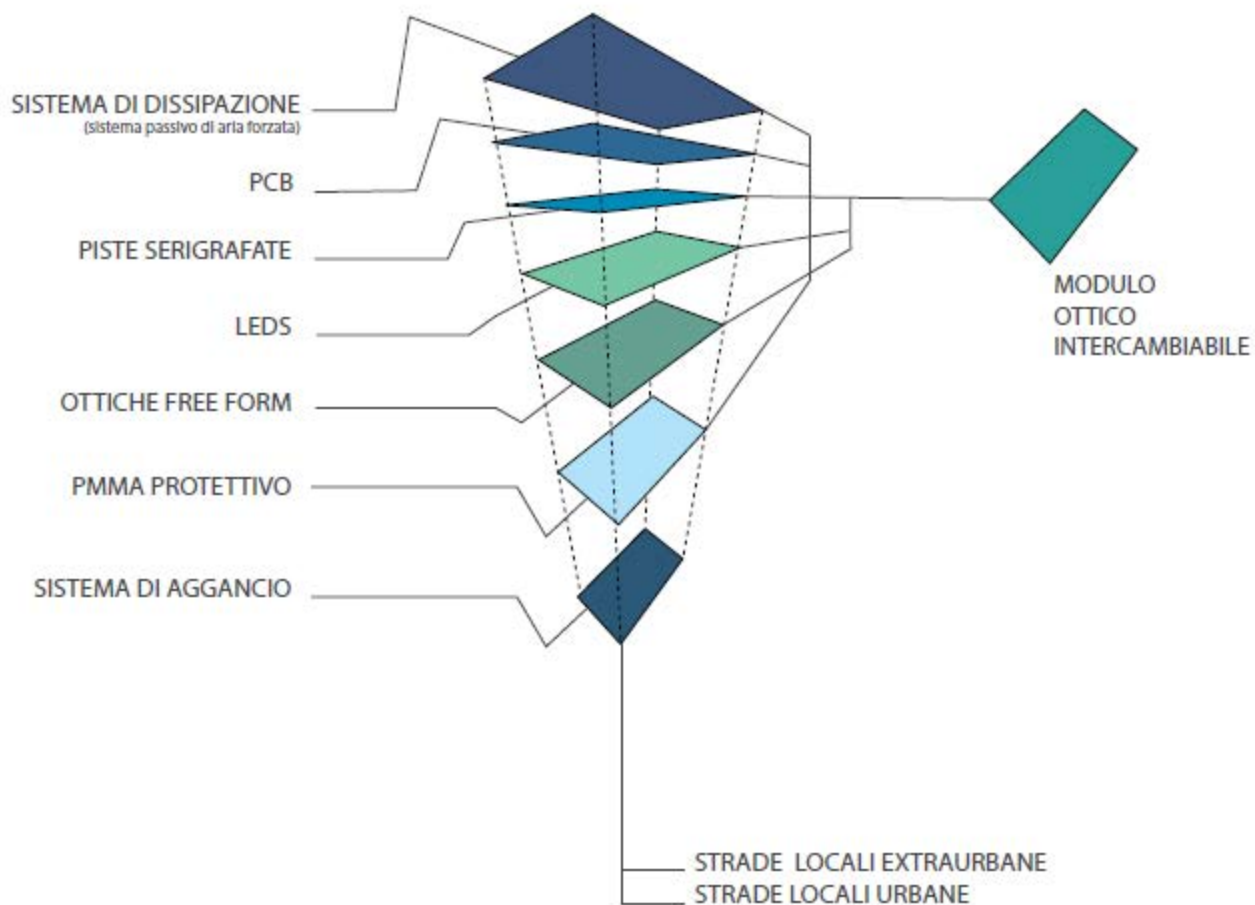 SISTEMA DI DISSIPAZIONE
(sistema passivo di aria forzata)
PCB
PISTE SERIGRAFATE
LEDS
OTTICHE FREE FORM
PMMA PROTETTIVO
SISTEMA DI AGGANCIO
MODULO
OTTICO
INTERCAMBIABILE
STRADE LOCALI EXTRAURBANE
STRADE LOCALI URBANE